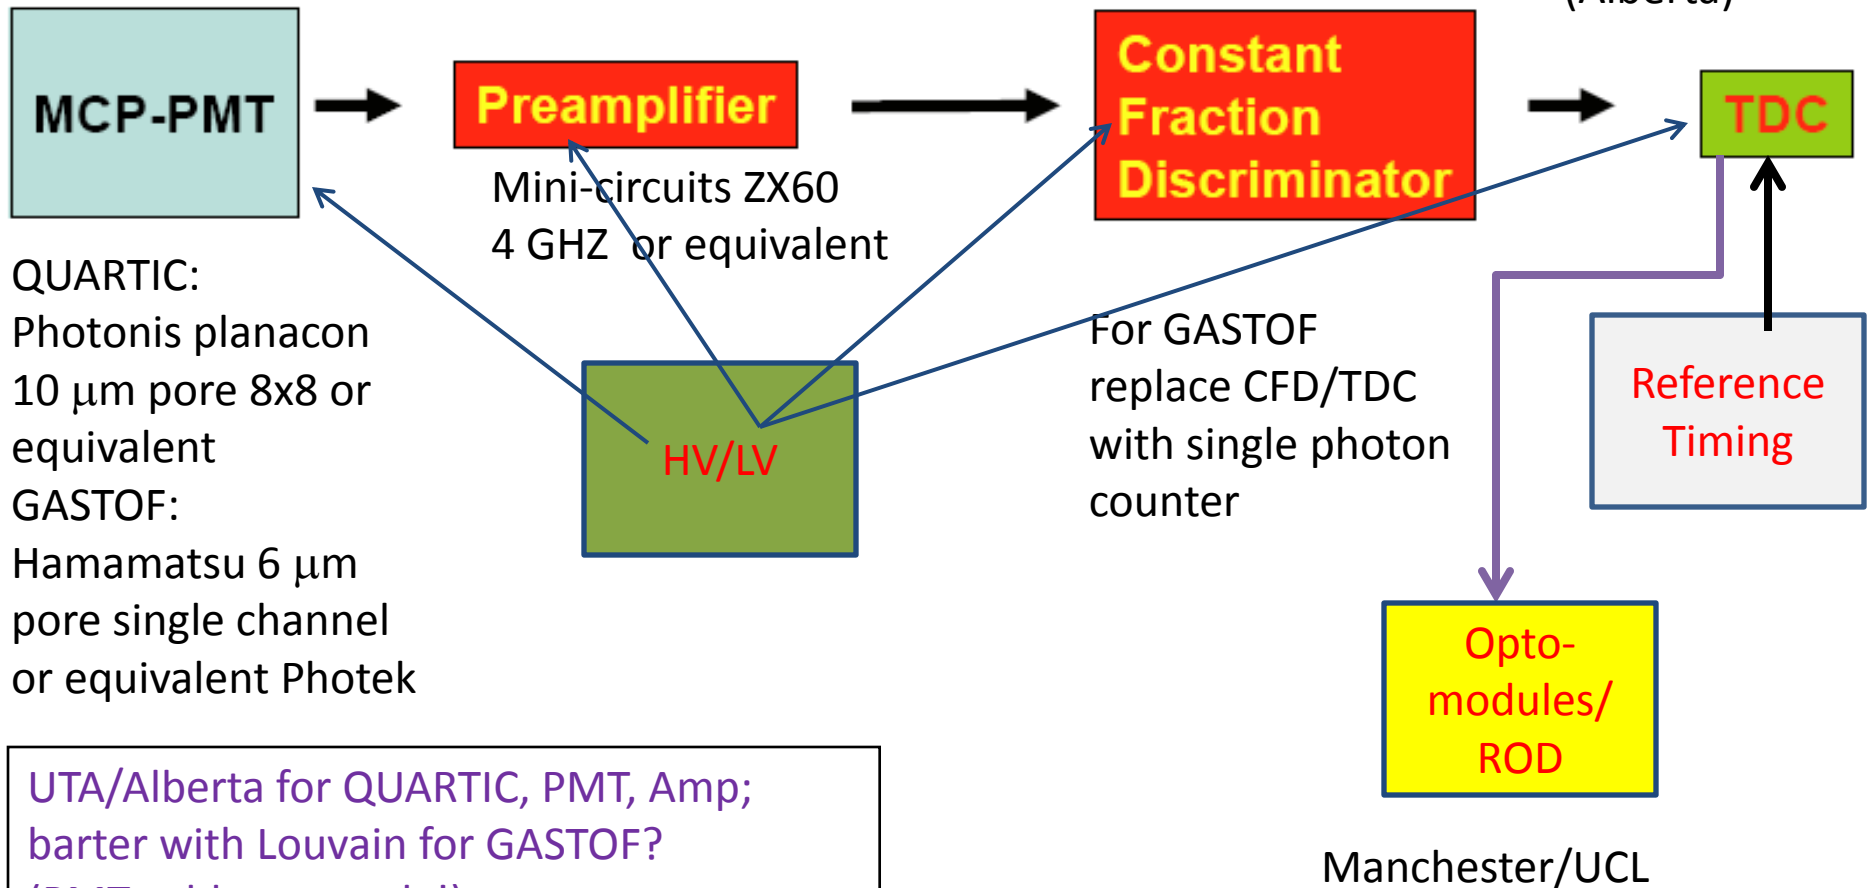 (Alberta)
MCP-PMT
Preamplifier
Constant
Fraction
Discriminator
TDC
Mini-circuits ZX60
4 GHZ or equivalent
QUARTIC:
Photonis planacon
10 μm pore 8x8 or
equivalent
GASTOF:
Hamamatsu 6 μm
pore single channel
or equivalent Photek
HV/LV
For GASTOF
replace CFD/TDC
with single photon
counter
Reference
Timing
Opto-
modules/
ROD
Manchester/UCL
UTA/Alberta for QUARTIC, PMT, Amp;
barter with Louvain for GASTOF?